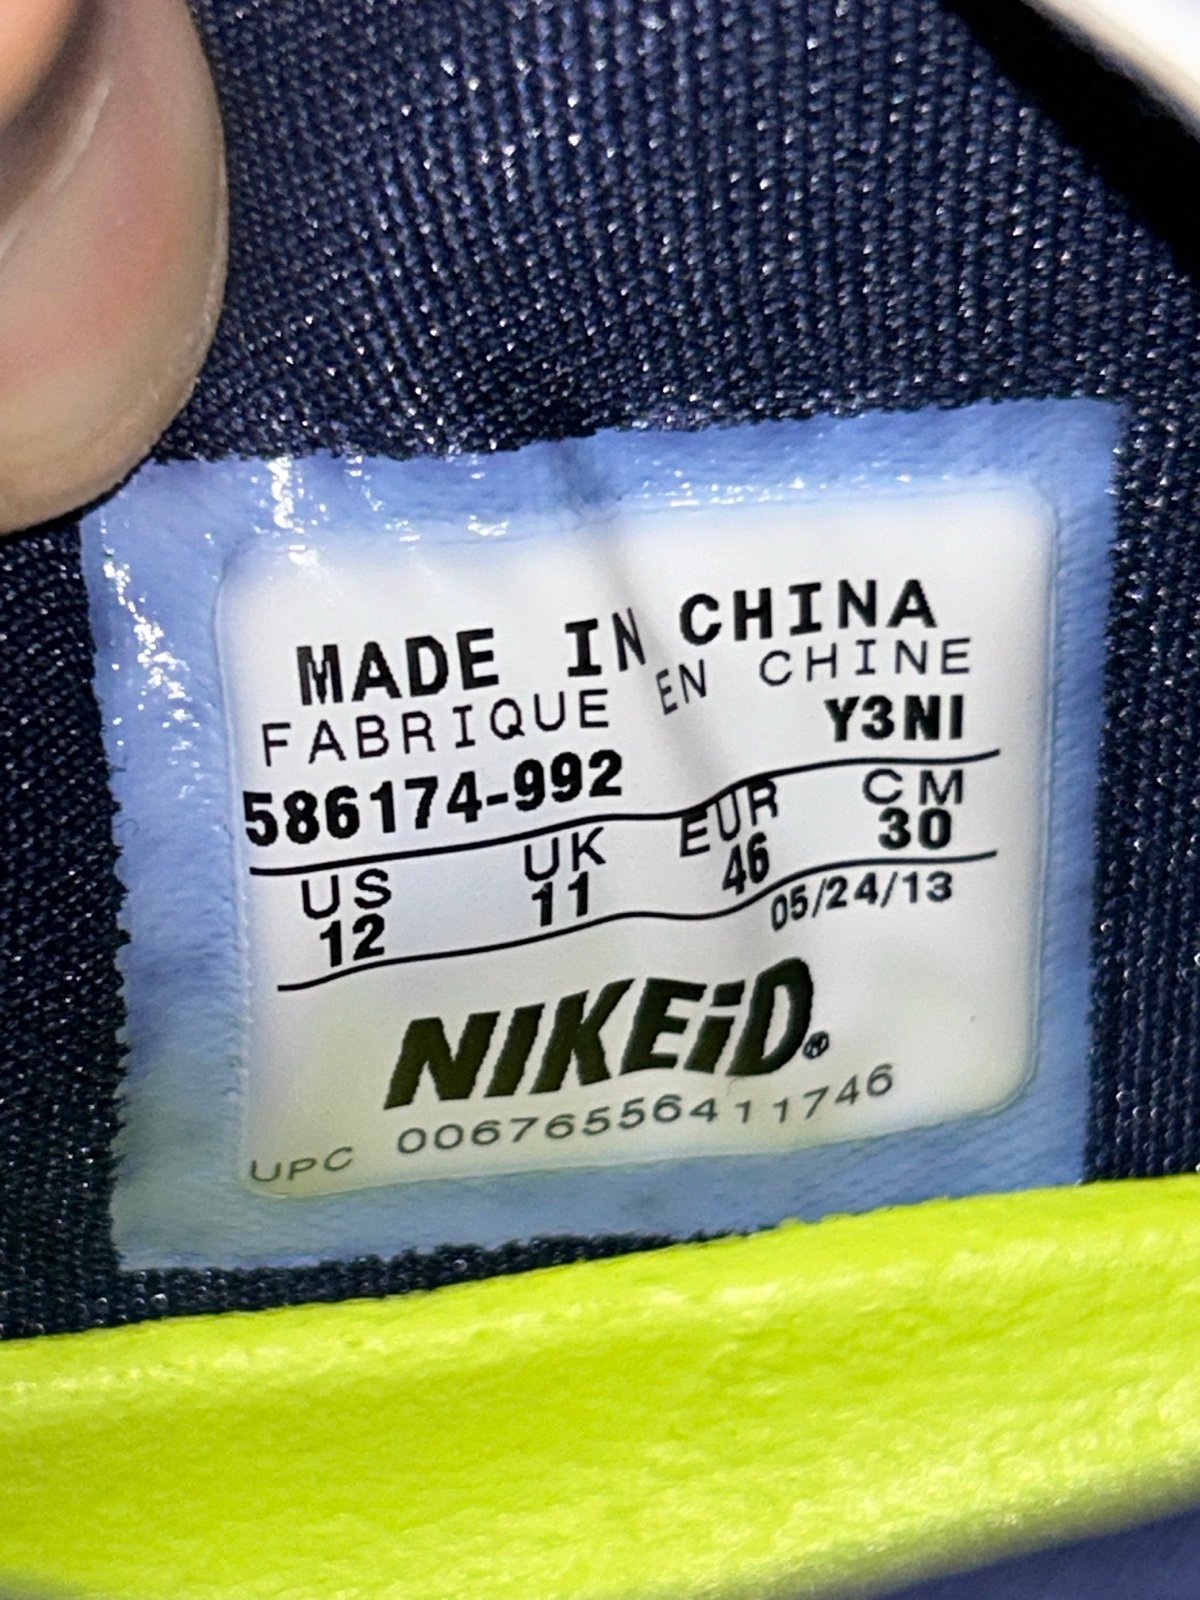 MADE IN CHINA
FABRIQUE EN CHINE
586174-992 Y3NI
US UK EUR CM
12 11 46 30
05/24/13
NIKEiD®
UPC 00676556411746